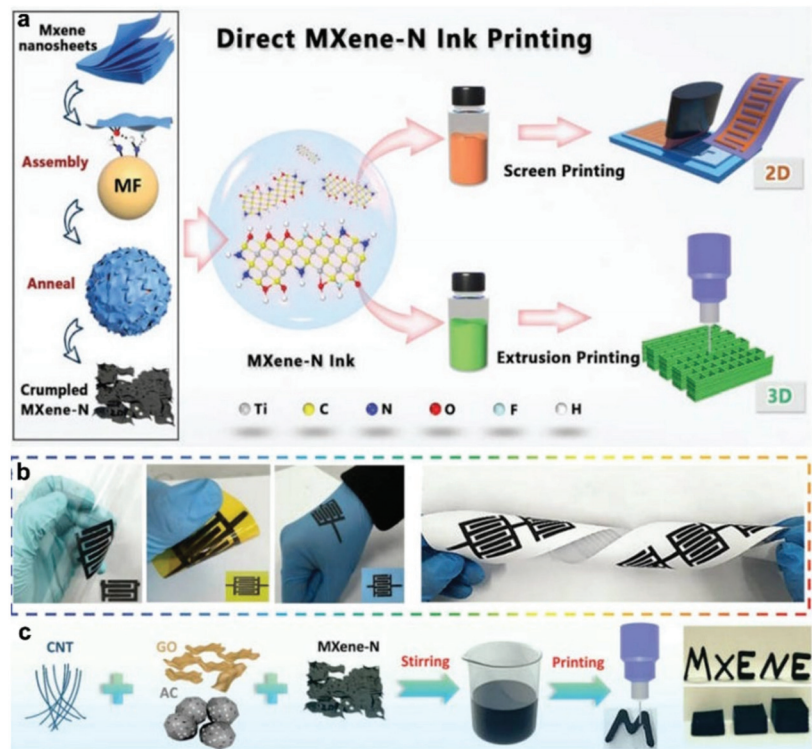 a
Mxene
nanosheets
Assembly
MF
Anneal
Crumpled
MXene-N
Direct MXene-N Ink Printing
MXene-N Ink
Screen Printing
2D
Extrusion Printing
3D
Ti C N O F H
b
c
CNT
GO
AC
MXene-N
Stirring
Printing
M
MXENE